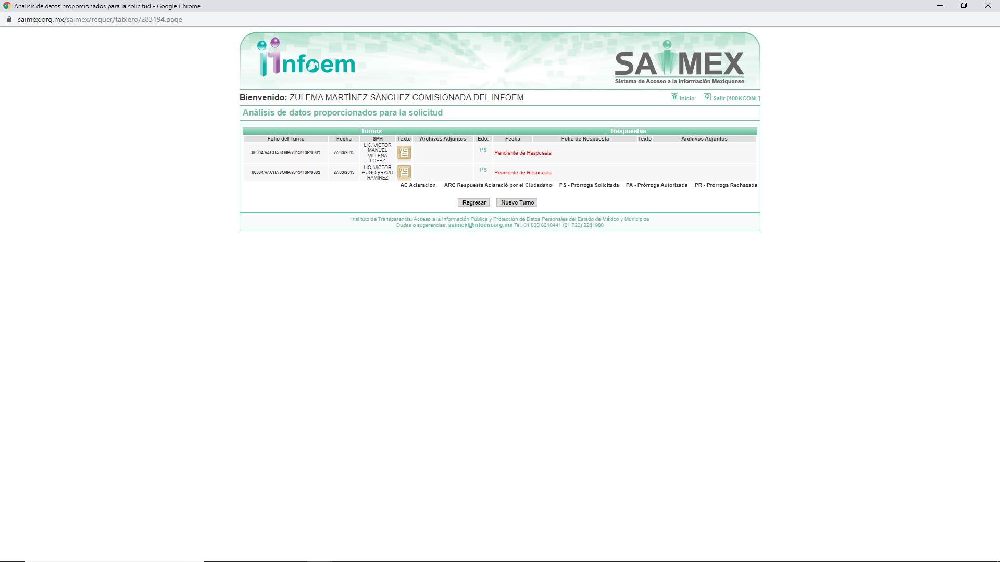 Análisis de datos proporcionados para la solicitud - Google Chrome
saimex.org.mx/saimex/requer/tablero/283194.page
infoem
SAIMEX
Sistema de Acceso a la Información Mexiquense
Bienvenido: ZULEMA MARTÍNEZ SÁNCHEZ COMISIONADA DEL INFOEM
Inicio Salir [400KCONL]
Análisis de datos proporcionados para la solicitud
Turnos Respuestas
Folio del Turno Fecha SPH Texto Archivos Adjuntos Edo. Fecha Folio de Respuesta Texto Archivos Adjuntos
00934/VACHASO/IP/2019/TSP/0001 27/09/2019 LIC. VICTOR MANUEL VILLENA LOPEZ PS Pendiente de Respuesta
00934/VACHASO/IP/2019/TSP/0002 27/09/2019 LIC. VICTOR HUGO BRAVO RAMÍREZ PS Pendiente de Respuesta
AC Aclaración ARC Respuesta Aclaració por el Ciudadano PS - Prórroga Solicitada PA - Prórroga Autorizada PR - Prórroga Rechazada
Regresar Nuevo Turno
Instituto de Transparencia, Acceso a la Información Pública y Protección de Datos Personales del Estado de México y Municipios
Dudas o sugerencias: saimex@infoem.org.mx Tel. 01 800 8210441 (01 722) 2261980